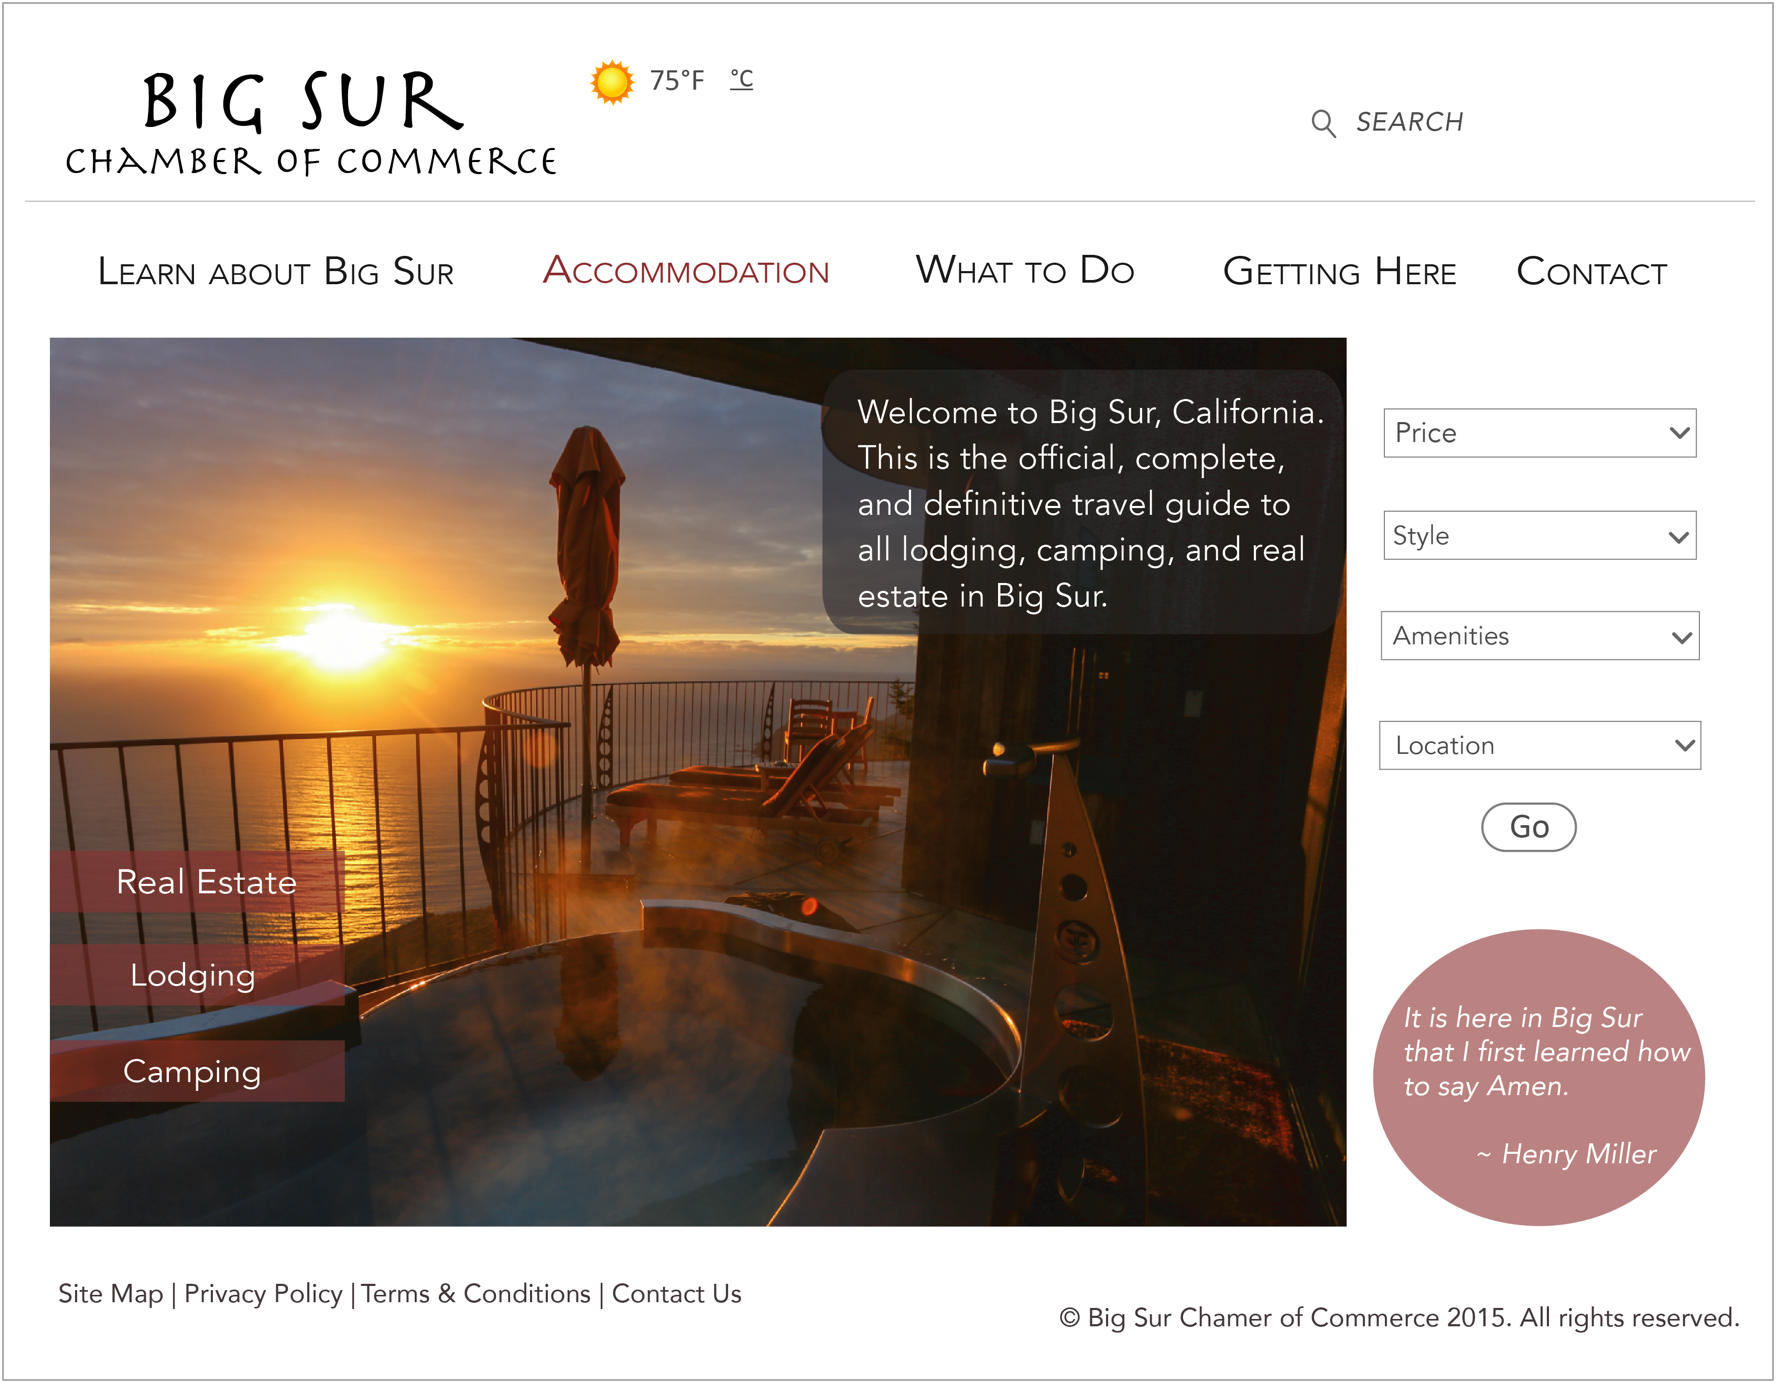 BIG SUR
CHAMBER OF COMMERCE
75°F °C
SEARCH
LEARN ABOUT BIG SUR ACCOMMODATION WHAT TO DO GETTING HERE CONTACT
Welcome to Big Sur, California.
This is the official, complete,
and definitive travel guide to
all lodging, camping, and real
estate in Big Sur.
Real Estate
Lodging
Camping
Price
Style
Amenities
Location
Go
It is here in Big Sur
that I first learned how
to say Amen.
~ Henry Miller
Site Map | Privacy Policy | Terms & Conditions | Contact Us
© Big Sur Chamer of Commerce 2015. All rights reserved.